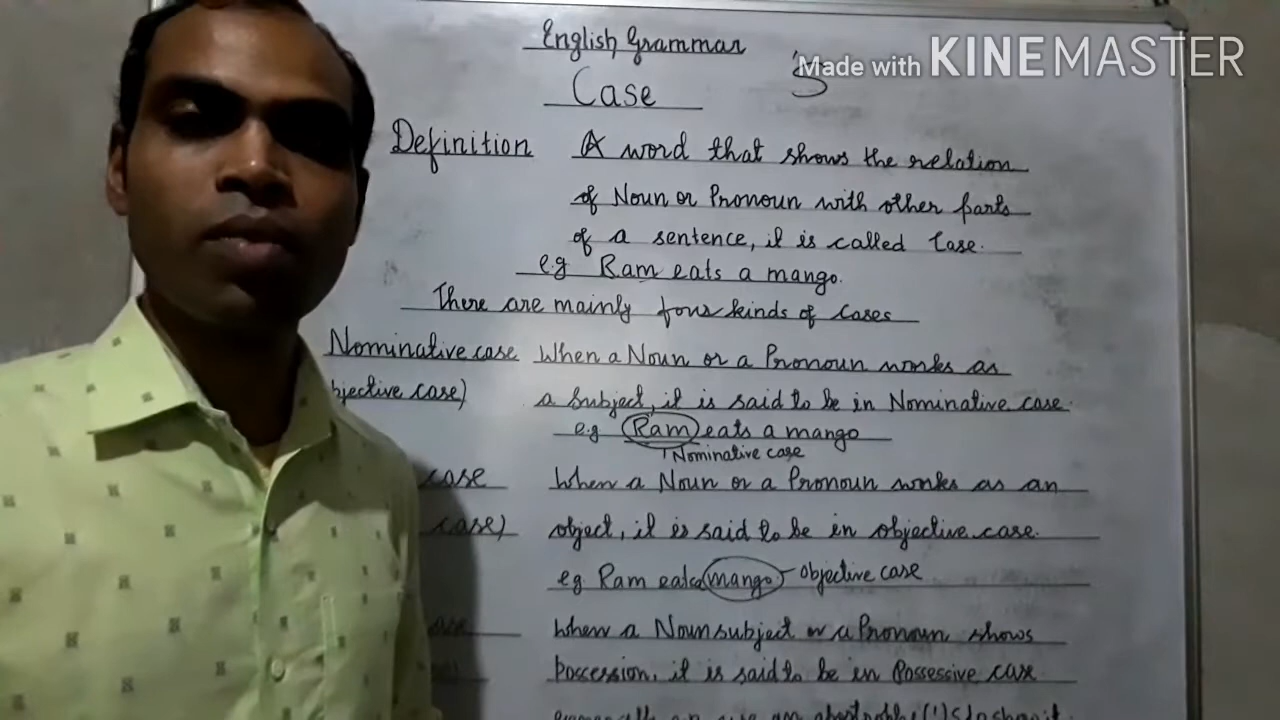 English Grammar
'S
Made with KINEMASTER
Case
Definition A word that shows the relation
of Noun or Pronoun with other parts
of a sentence, it is called Case.
e.g Ram eats a mango.
There are mainly four kinds of cases
Nominative case When a Noun or a Pronoun works as
bjective case) a Subject, it is said to be in Nominative case.
e.g Ram eats a mango
Nominative case
case When a Noun or a Pronoun works as an
case) object, it is said to be in objective case.
eg Ram eats mango - objective case
When a Noun subject or a Pronoun shows
Poccession, it is said to be in Possessive case